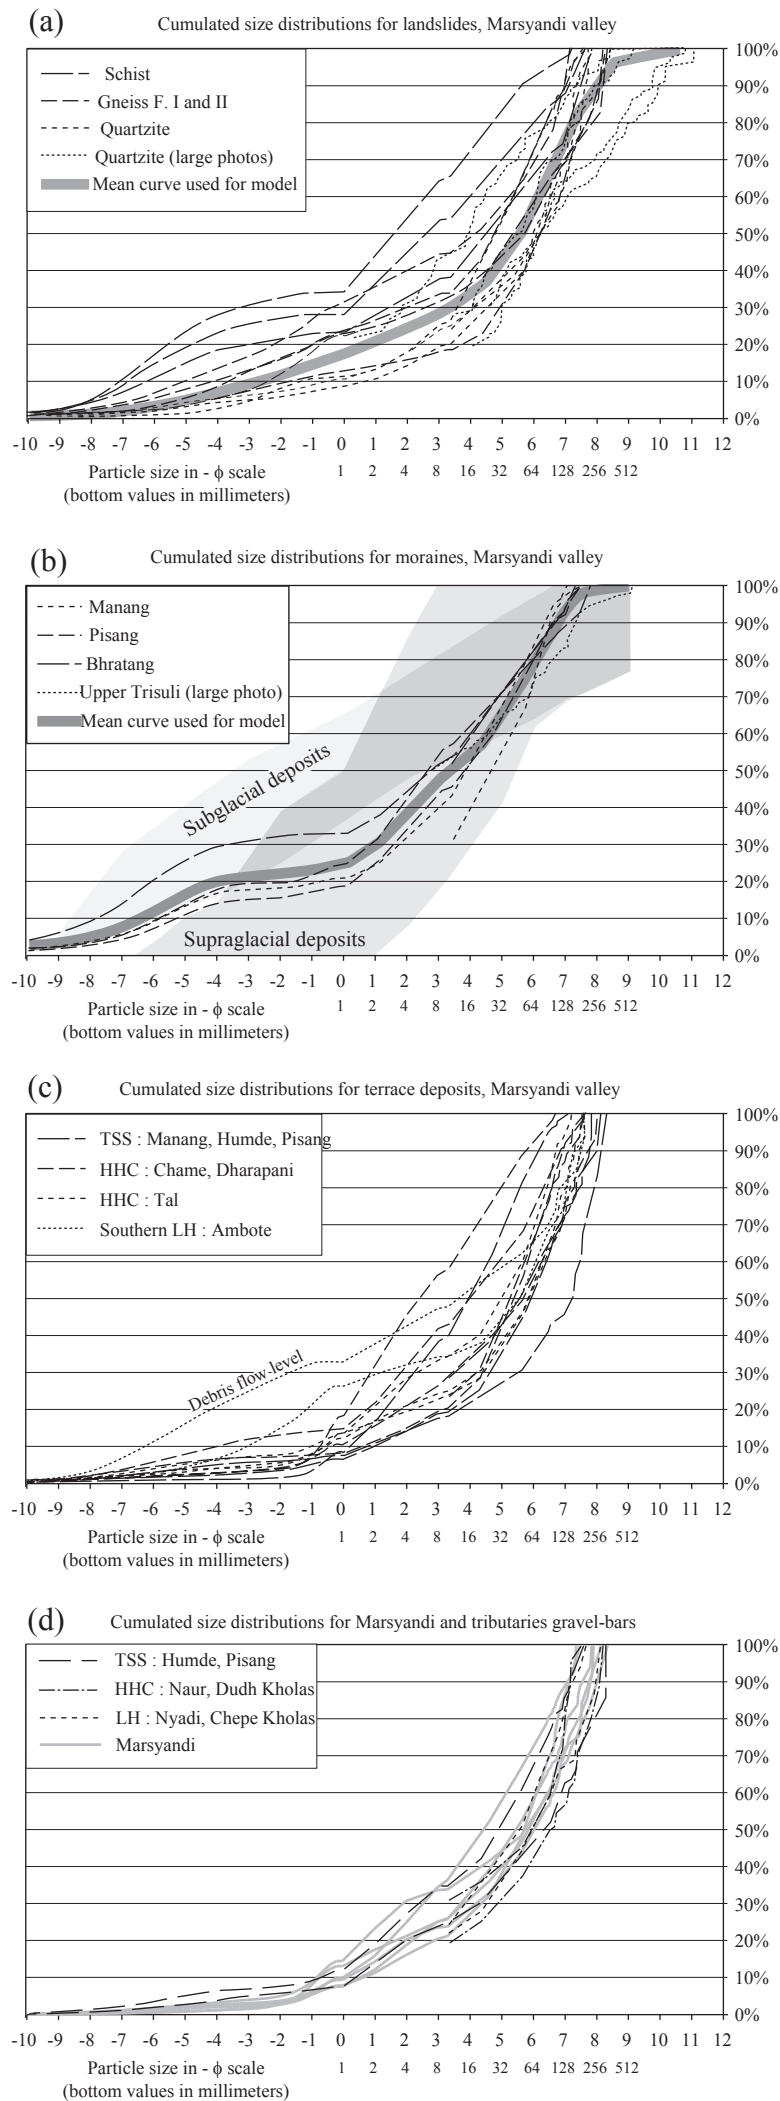 (a)
Cumulated size distributions for landslides, Marsyandi valley
Schist
Gneiss F. I and II
Quartzite
Quartzite (large photos)
Mean curve used for model
100%
90%
80%
70%
60%
50%
40%
30%
20%
10%
0%
-10 -9 -8 -7 -6 -5 -4 -3 -2 -1 0 1 2 3 4 5 6 7 8 9 10 11 12
Particle size in - ϕ scale
(bottom values in millimeters)
1 2 4 8 16 32 64 128 256 512
(b)
Cumulated size distributions for moraines, Marsyandi valley
Manang
Pisang
Bhratang
Upper Trisuli (large photo)
Mean curve used for model
Subglacial deposits
Supraglacial deposits
100%
90%
80%
70%
60%
50%
40%
30%
20%
10%
0%
-10 -9 -8 -7 -6 -5 -4 -3 -2 -1 0 1 2 3 4 5 6 7 8 9 10 11 12
Particle size in - ϕ scale
(bottom values in millimeters)
1 2 4 8 16 32 64 128 256 512
(c)
Cumulated size distributions for terrace deposits, Marsyandi valley
TSS : Manang, Humde, Pisang
HHC : Chame, Dharapani
HHC : Tal
Southern LH : Ambote
Debris flow level
100%
90%
80%
70%
60%
50%
40%
30%
20%
10%
0%
-10 -9 -8 -7 -6 -5 -4 -3 -2 -1 0 1 2 3 4 5 6 7 8 9 10 11 12
Particle size in - ϕ scale
(bottom values in millimeters)
1 2 4 8 16 32 64 128 256 512
(d)
Cumulated size distributions for Marsyandi and tributaries gravel-bars
TSS : Humde, Pisang
HHC : Naur, Dudh Kholas
LH : Nyadi, Chepe Kholas
Marsyandi
100%
90%
80%
70%
60%
50%
40%
30%
20%
10%
0%
-10 -9 -8 -7 -6 -5 -4 -3 -2 -1 0 1 2 3 4 5 6 7 8 9 10 11 12
Particle size in - ϕ scale
(bottom values in millimeters)
1 2 4 8 16 32 64 128 256 512